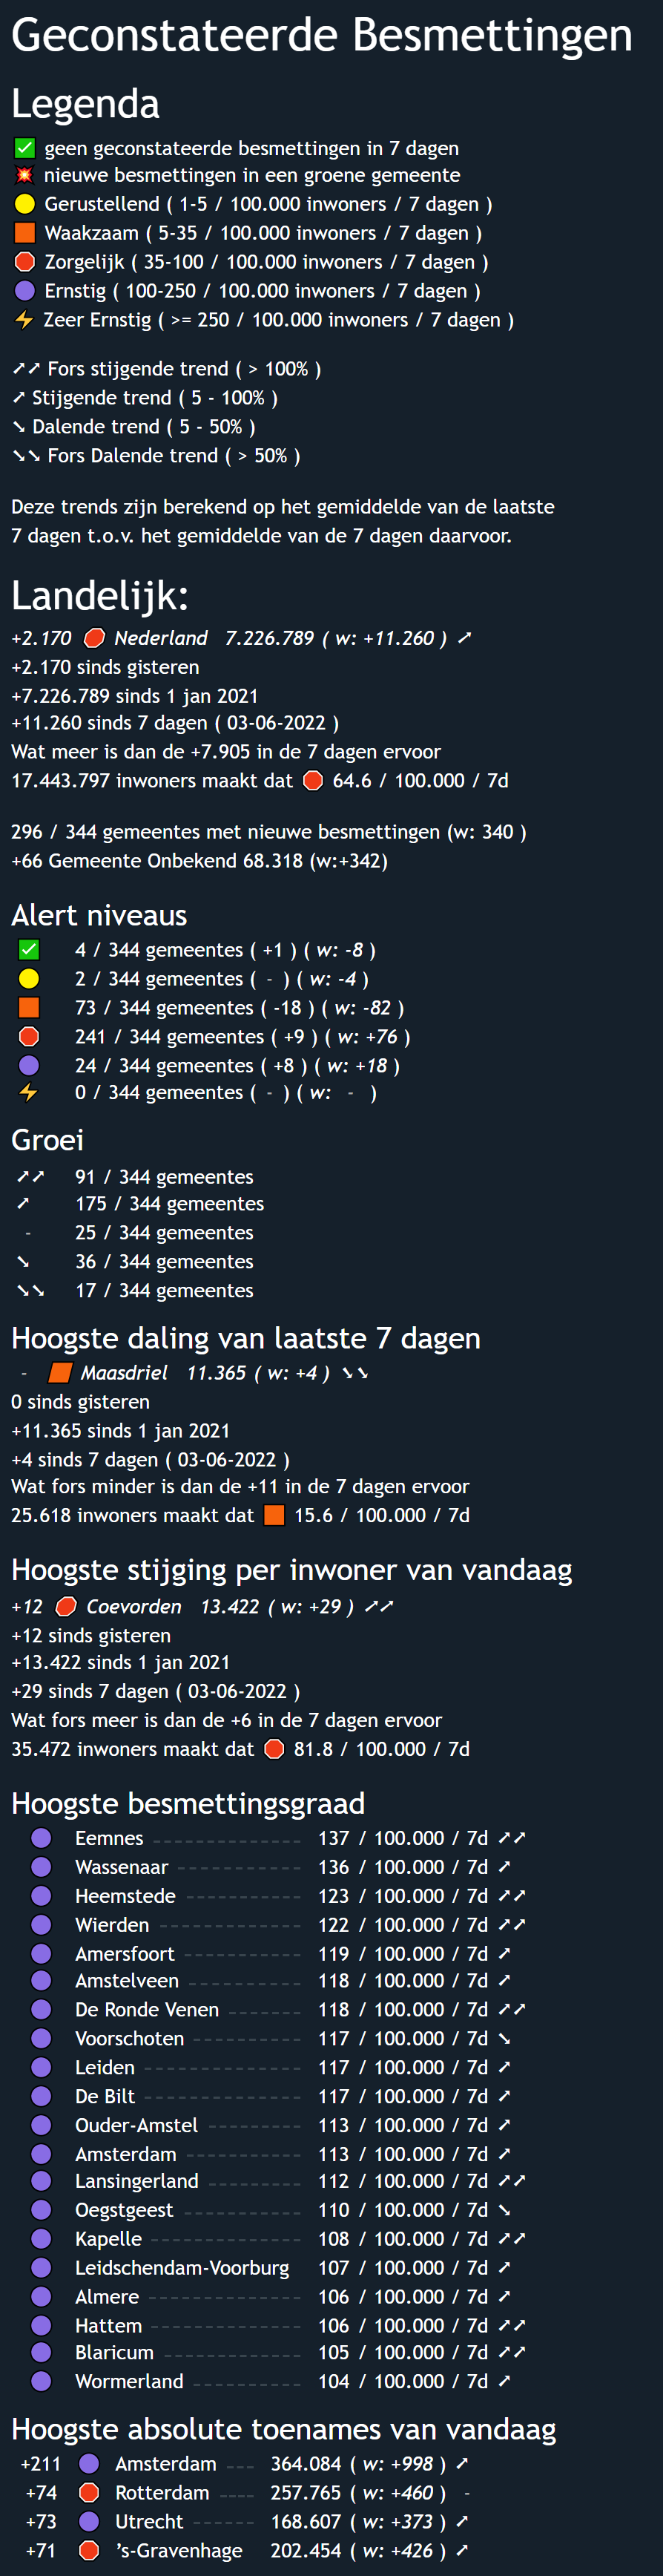 Geconstateerde Besmettingen
Legenda
✅ geen geconstateerde besmettingen in 7 dagen
💥 nieuwe besmettingen in een groene gemeente
🟡 Gerustellend ( 1-5 / 100.000 inwoners / 7 dagen )
🟧 Waakzaam ( 5-35 / 100.000 inwoners / 7 dagen )
🛑 Zorgelijk ( 35-100 / 100.000 inwoners / 7 dagen )
🟣 Ernstig ( 100-250 / 100.000 inwoners / 7 dagen )
⚡ Zeer Ernstig ( >= 250 / 100.000 inwoners / 7 dagen )
➚➚ Fors stijgende trend ( > 100% )
➚ Stijgende trend ( 5 - 100% )
➘ Dalende trend ( 5 - 50% )
➘➘ Fors Dalende trend ( > 50% )
Deze trends zijn berekend op het gemiddelde van de laatste
7 dagen t.o.v. het gemiddelde van de 7 dagen daarvoor.
Landelijk:
+2.170 🛑 Nederland 7.226.789 ( w: +11.260 ) ➚
+2.170 sinds gisteren
+7.226.789 sinds 1 jan 2021
+11.260 sinds 7 dagen ( 03-06-2022 )
Wat meer is dan de +7.905 in de 7 dagen ervoor
17.443.797 inwoners maakt dat 🛑 64.6 / 100.000 / 7d
296 / 344 gemeentes met nieuwe besmettingen (w: 340 )
+66 Gemeente Onbekend 68.318 (w:+342)
Alert niveaus
✅ 4 / 344 gemeentes ( +1 ) ( w: -8 )
🟡 2 / 344 gemeentes ( - ) ( w: -4 )
🟧 73 / 344 gemeentes ( -18 ) ( w: -82 )
🛑 241 / 344 gemeentes ( +9 ) ( w: +76 )
🟣 24 / 344 gemeentes ( +8 ) ( w: +18 )
⚡ 0 / 344 gemeentes ( - ) ( w: - )
Groei
➚➚ 91 / 344 gemeentes
➚ 175 / 344 gemeentes
- 25 / 344 gemeentes
➘ 36 / 344 gemeentes
➘➘ 17 / 344 gemeentes
Hoogste daling van laatste 7 dagen
- 🟧 Maasdriel 11.365 ( w: +4 ) ➘➘
0 sinds gisteren
+11.365 sinds 1 jan 2021
+4 sinds 7 dagen ( 03-06-2022 )
Wat fors minder is dan de +11 in de 7 dagen ervoor
25.618 inwoners maakt dat 🟧 15.6 / 100.000 / 7d
Hoogste stijging per inwoner van vandaag
+12 🛑 Coevorden 13.422 ( w: +29 ) ➚➚
+12 sinds gisteren
+13.422 sinds 1 jan 2021
+29 sinds 7 dagen ( 03-06-2022 )
Wat fors meer is dan de +6 in de 7 dagen ervoor
35.472 inwoners maakt dat 🛑 81.8 / 100.000 / 7d
Hoogste besmettingsgraad
🟣 Eemnes 137 / 100.000 / 7d ➚➚
🟣 Wassenaar 136 / 100.000 / 7d ➚
🟣 Heemstede 123 / 100.000 / 7d ➚➚
🟣 Wierden 122 / 100.000 / 7d ➚➚
🟣 Amersfoort 119 / 100.000 / 7d ➚
🟣 Amstelveen 118 / 100.000 / 7d ➚
🟣 De Ronde Venen 118 / 100.000 / 7d ➚➚
🟣 Voorschoten 117 / 100.000 / 7d ➘
🟣 Leiden 117 / 100.000 / 7d ➚
🟣 De Bilt 117 / 100.000 / 7d ➚
🟣 Ouder-Amstel 113 / 100.000 / 7d ➚
🟣 Amsterdam 113 / 100.000 / 7d ➚
🟣 Lansingerland 112 / 100.000 / 7d ➚➚
🟣 Oegstgeest 110 / 100.000 / 7d ➘
🟣 Kapelle 108 / 100.000 / 7d ➚➚
🟣 Leidschendam-Voorburg 107 / 100.000 / 7d ➚
🟣 Almere 106 / 100.000 / 7d ➚
🟣 Hattem 106 / 100.000 / 7d ➚➚
🟣 Blaricum 105 / 100.000 / 7d ➚➚
🟣 Wormerland 104 / 100.000 / 7d ➚
Hoogste absolute toenames van vandaag
+211 🟣 Amsterdam 364.084 ( w: +998 ) ➚
+74 🛑 Rotterdam 257.765 ( w: +460 ) -
+73 🟣 Utrecht 168.607 ( w: +373 ) ➚
+71 🛑 's-Gravenhage 202.454 ( w: +426 ) ➚